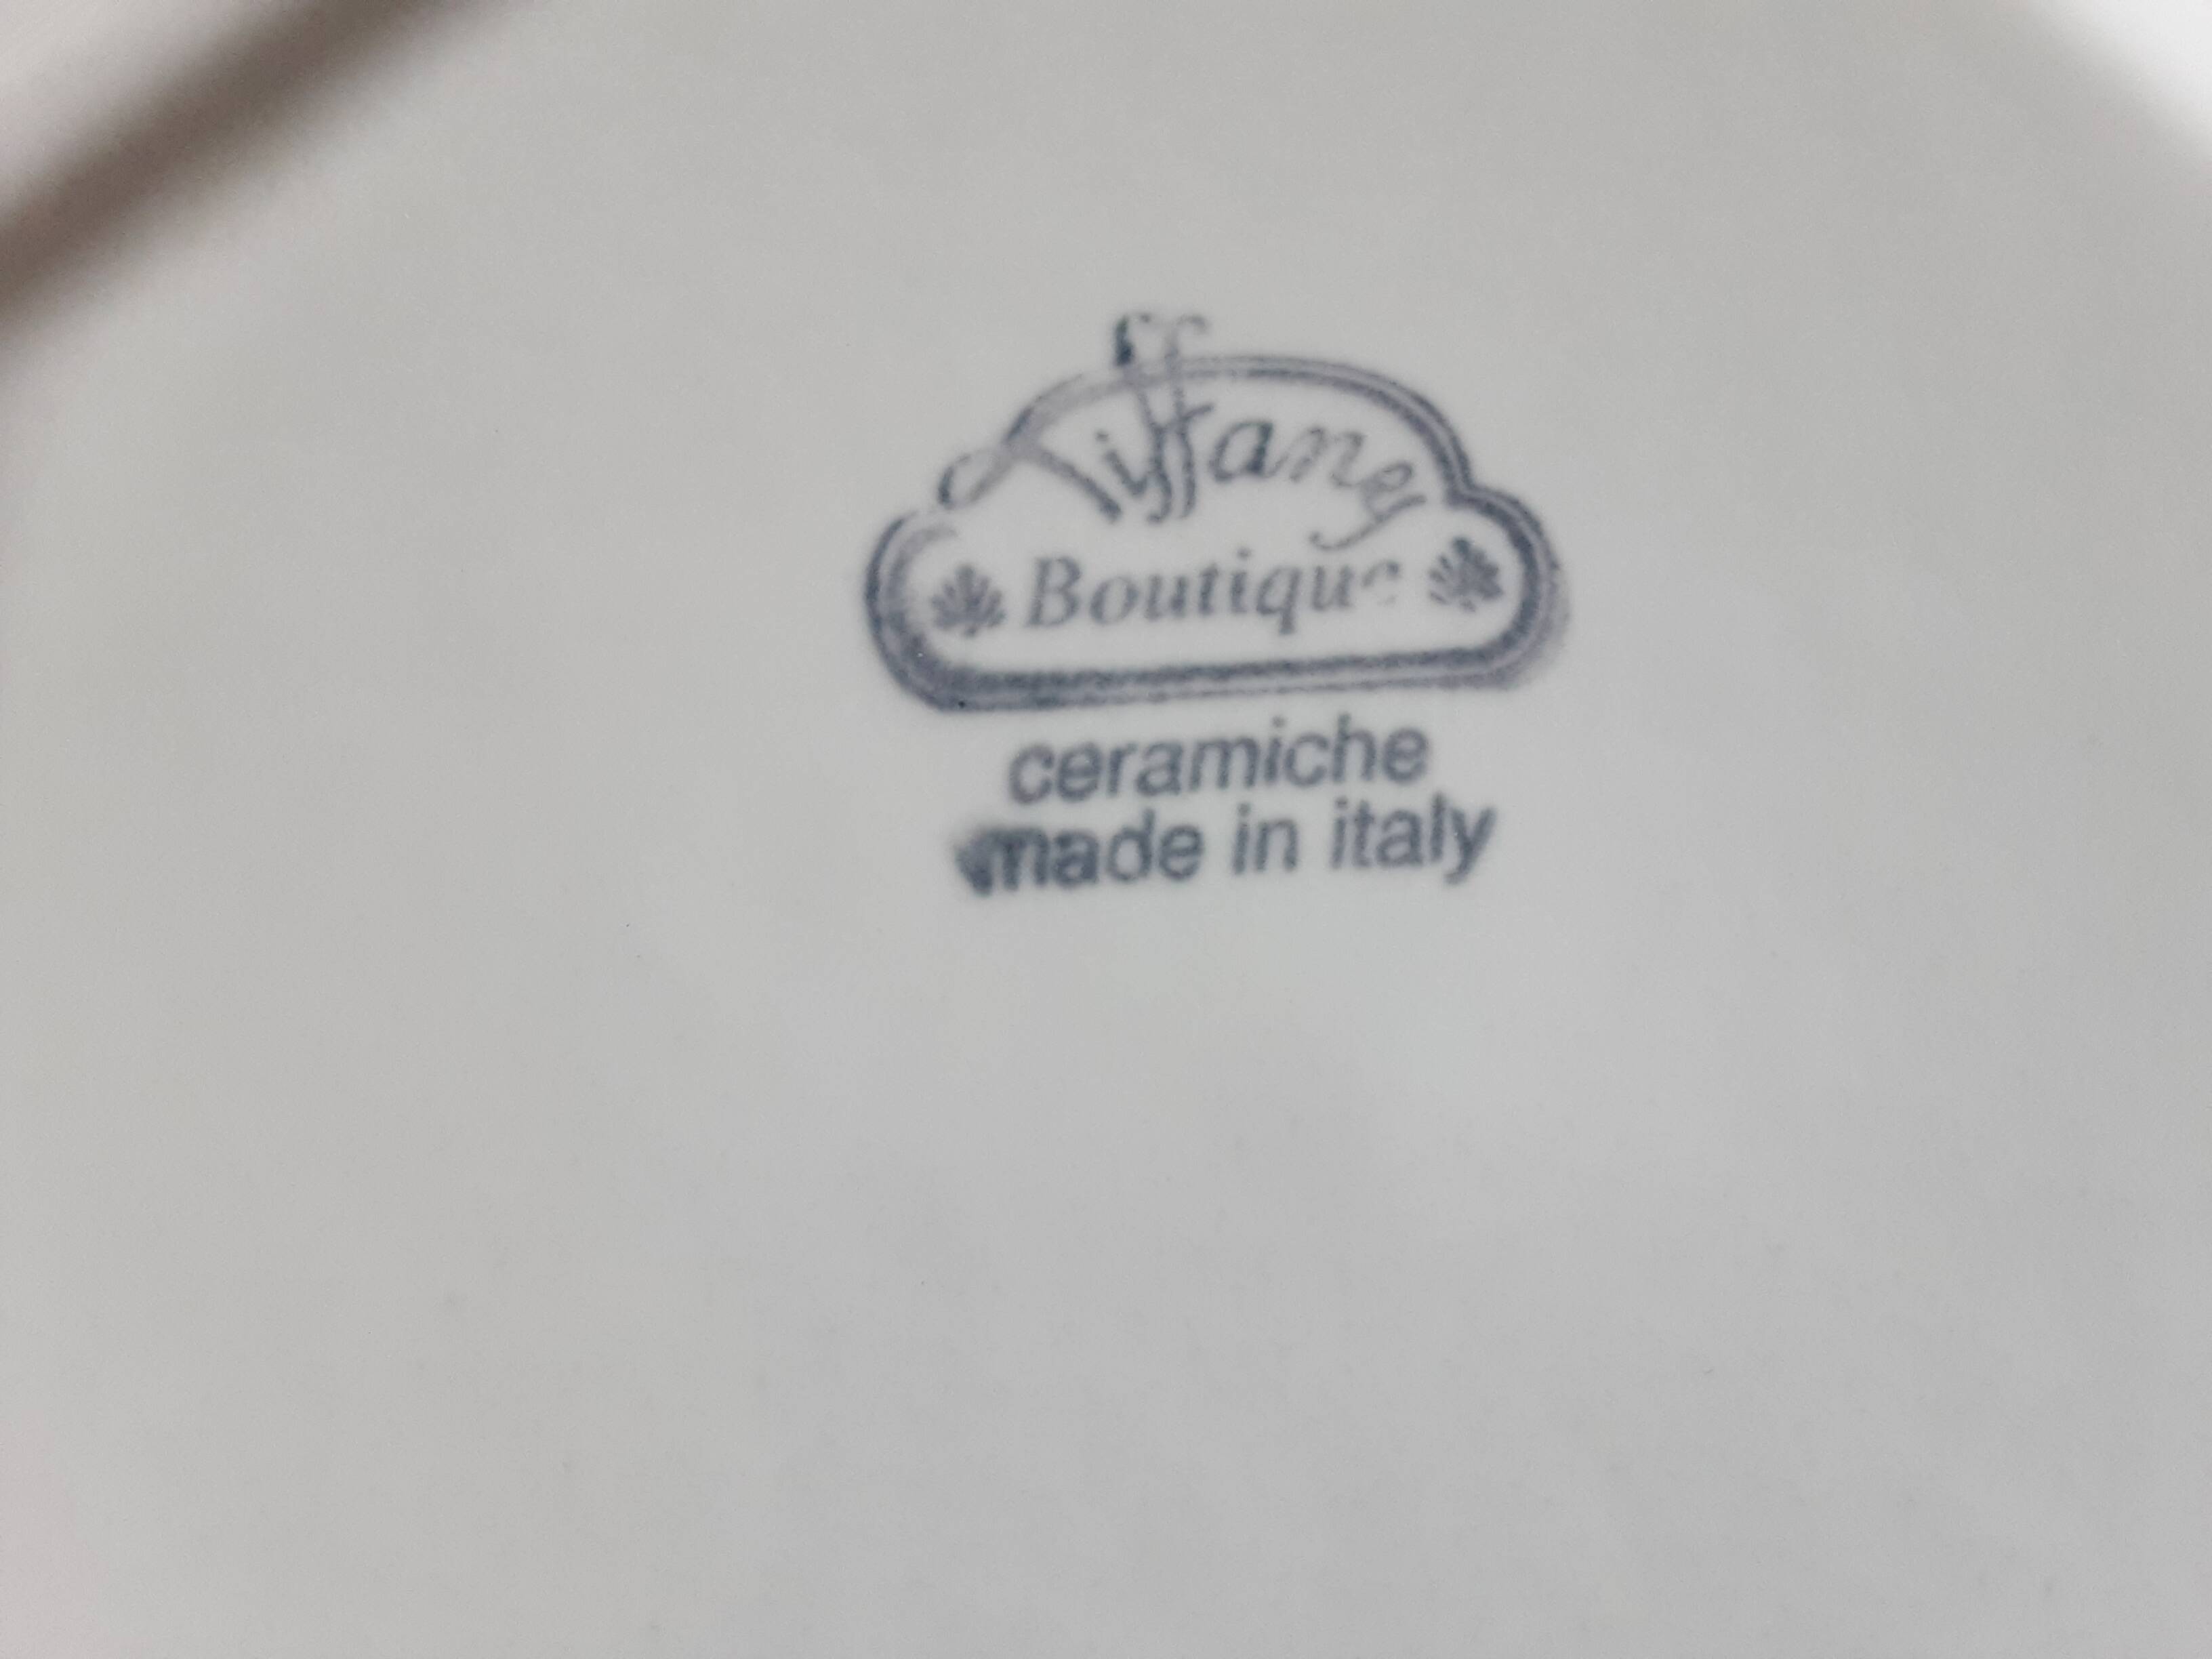 Tiffany
Boutique
ceramiche
made in italy